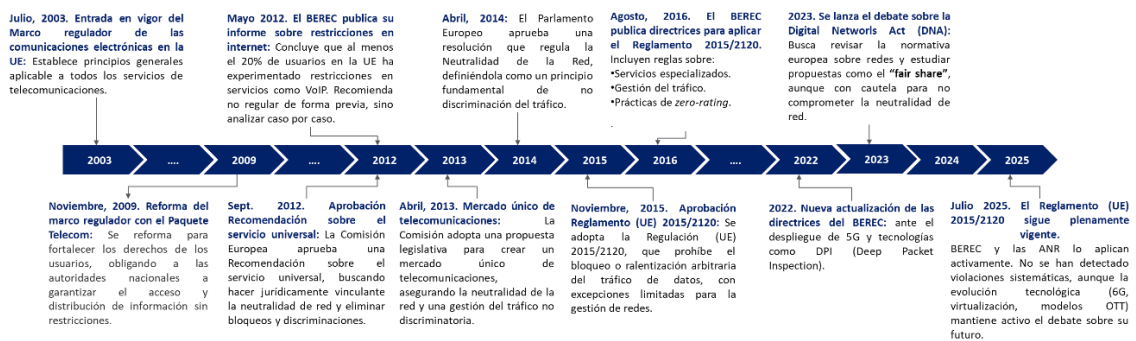 Julio, 2003. Entrada en vigor del
Marco regulador de las
comunicaciones electrónicas en la
UE: Establece principios generales
aplicable a todos los servicios de
telecomunicaciones.
Mayo 2012. El BEREC publica su
informe sobre restricciones en
internet: Concluye que al menos
el 20% de usuarios en la UE ha
experimentado restricciones en
servicios como VoIP. Recomienda
no regular de forma previa, sino
analizar caso por caso.
Abril, 2014: El Parlamento
Europeo aprueba una
resolución que regula la
Neutralidad de la Red,
definiéndola como un principio
fundamental de no
discriminación del tráfico.
Agosto, 2016. El BEREC
publica directrices para aplicar
el Reglamento 2015/2120.
Incluyen reglas sobre:
•Servicios especializados.
•Gestión del tráfico.
•Prácticas de zero-rating.
.
2023. Se lanza el debate sobre la
Digital Networls Act (DNA):
Busca revisar la normativa
europea sobre redes y estudiar
propuestas como el “fair share”,
aunque con cautela para no
comprometer la neutralidad de
red.
2003 .... 2009 .... 2012 2013 2014 2015 2016 .... 2022 2023 2024 2025
Noviembre, 2009. Reforma del
marco regulador con el Paquete
Telecom: Se reforma para
fortalecer los derechos de los
usuarios, obligando a las
autoridades nacionales a
garantizar el acceso y
distribución de información sin
restricciones.
Sept. 2012. Aprobación
Recomendación sobre el
servicio universal: La Comisión
Europea aprueba una
Recomendación sobre el
servicio universal, buscando
hacer jurídicamente vinculante
la neutralidad de red y eliminar
bloqueos y discriminaciones.
Abril, 2013. Mercado único de
telecomunicaciones: La
Comisión adopta una propuesta
legislativa para crear un
mercado único de
telecomunicaciones,
asegurando la neutralidad de la
red y una gestión del tráfico no
discriminatoria.
Noviembre, 2015. Aprobación
Reglamento (UE) 2015/2120: Se
adopta la Regulación (UE)
2015/2120, que prohíbe el
bloqueo o ralentización arbitraria
del tráfico de datos, con
excepciones limitadas para la
gestión de redes.
2022. Nueva actualización de las
directrices del BEREC: ante el
despliegue de 5G y tecnologías
como DPI (Deep Packet
Inspection).
Julio 2025. El Reglamento (UE)
2015/2120 sigue plenamente
vigente.
BEREC y las ANR lo aplican
activamente. No se han detectado
violaciones sistemáticas, aunque la
evolución tecnológica (6G,
virtualización, modelos OTT)
mantiene activo el debate sobre su
futuro.